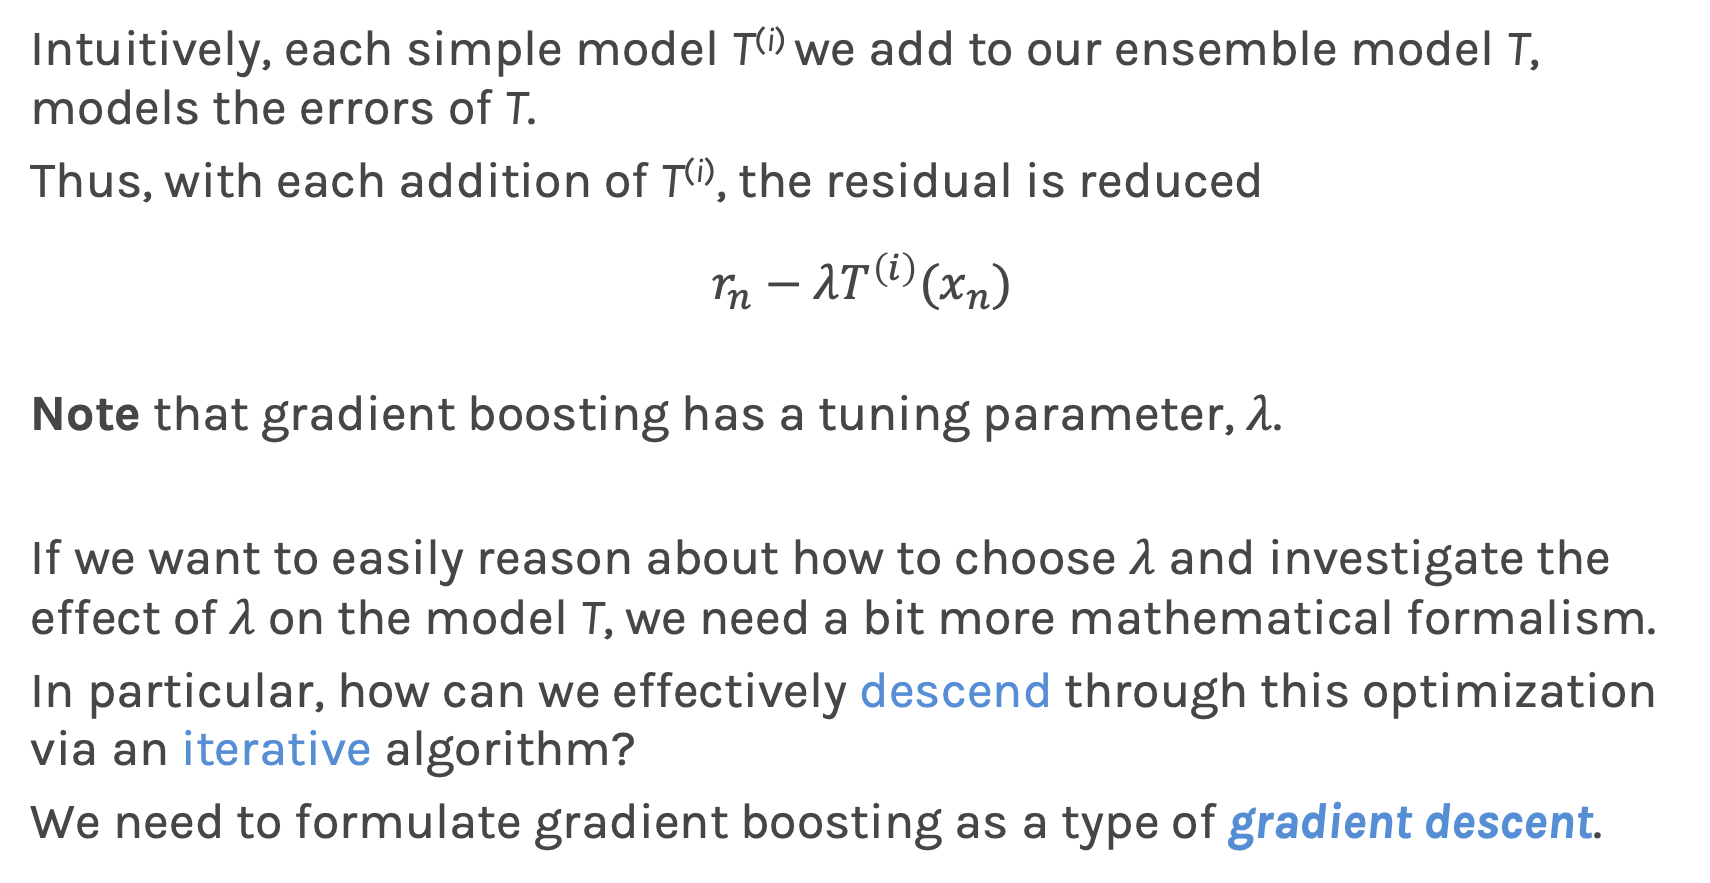 Intuitively, each simple model T⁽ⁱ⁾ we add to our ensemble model T,
models the errors of T.
Thus, with each addition of T⁽ⁱ⁾, the residual is reduced
rₙ − λT⁽ⁱ⁾(xₙ)
Note that gradient boosting has a tuning parameter, λ.
If we want to easily reason about how to choose λ and investigate the
effect of λ on the model T, we need a bit more mathematical formalism.
In particular, how can we effectively descend through this optimization
via an iterative algorithm?
We need to formulate gradient boosting as a type of gradient descent.